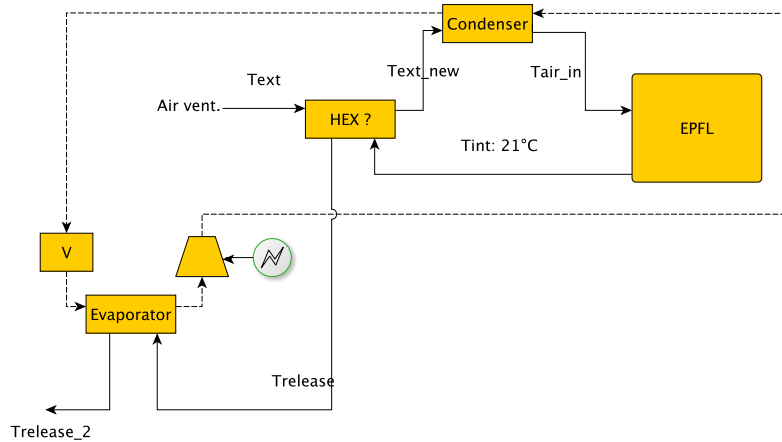 Condenser
Text
Text_new
Tair_in
Air vent.
HEX ?
EPFL
Tint: 21°C
V
Evaporator
Trelease
Trelease_2